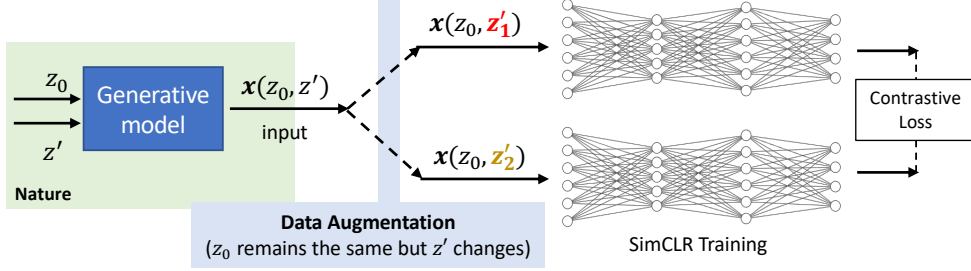 z₀
z′
Generative
model
Nature
x(z₀, z′)
input
x(z₀, z′₁)
x(z₀, z′₂)
Data Augmentation
(z₀ remains the same but z′ changes)
SimCLR Training
Contrastive
Loss